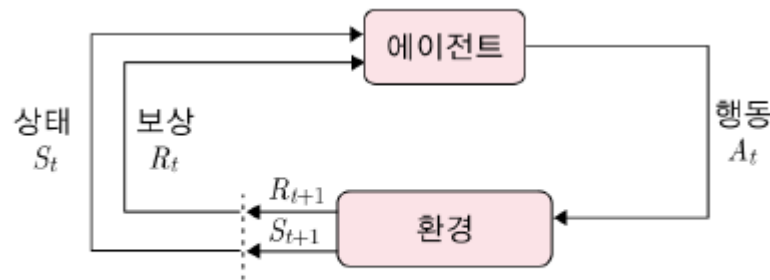 에이전트
상태
S_t
보상
R_t
행동
A_t
R_{t+1}
S_{t+1}
환경